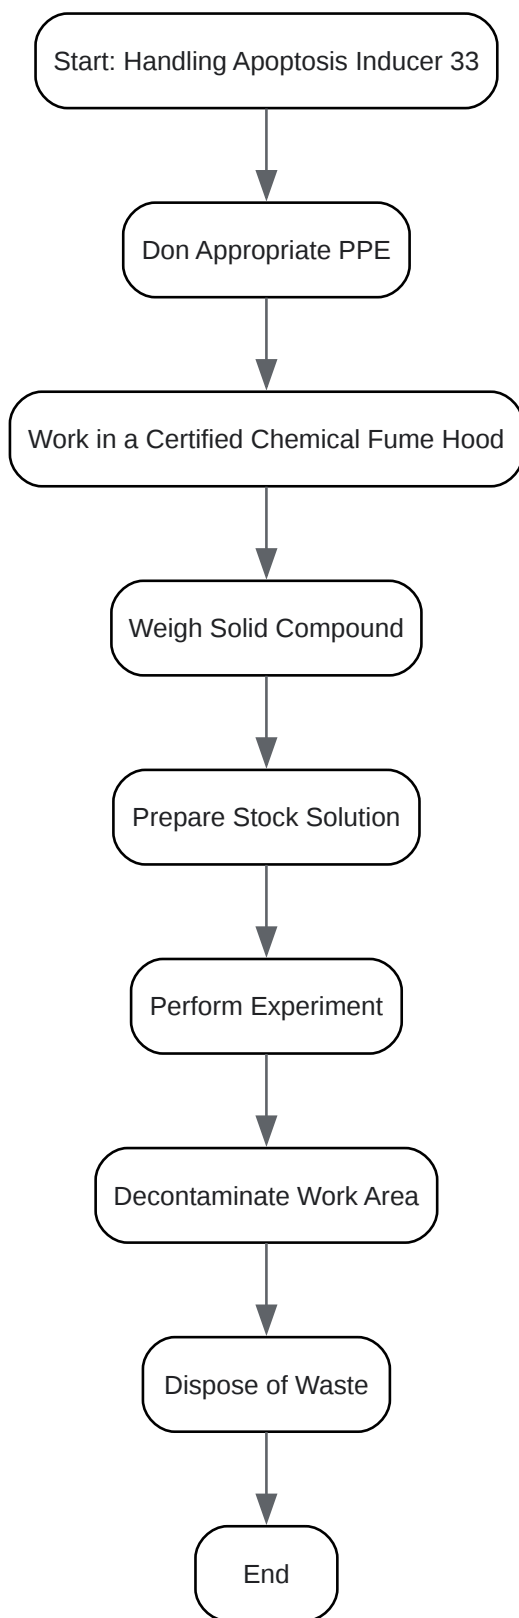 Start: Handling Apoptosis Inducer 33
Don Appropriate PPE
Work in a Certified Chemical Fume Hood
Weigh Solid Compound
Prepare Stock Solution
Perform Experiment
Decontaminate Work Area
Dispose of Waste
End